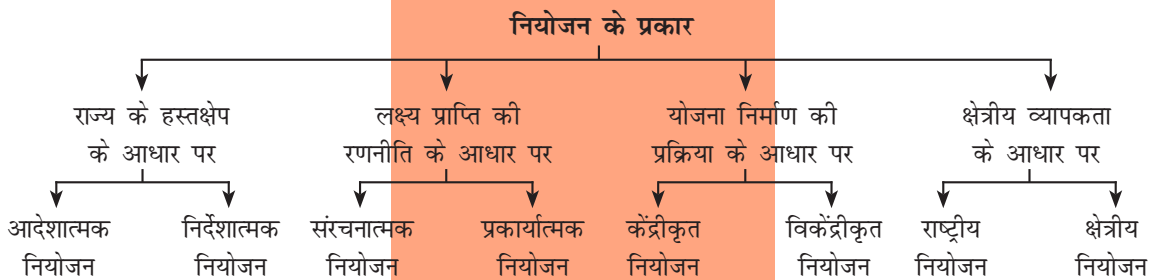 नियोजन के प्रकार
राज्य के हस्तक्षेप
के आधार पर
लक्ष्य प्राप्ति की
रणनीति के आधार पर
योजना निर्माण की
प्रक्रिया के आधार पर
क्षेत्रीय व्यापकता
के आधार पर
आदेशात्मक
नियोजन
निर्देशात्मक
नियोजन
संरचनात्मक
नियोजन
प्रकार्यात्मक
नियोजन
केंद्रीकृत
नियोजन
विकेंद्रीकृत
नियोजन
राष्ट्रीय
नियोजन
क्षेत्रीय
नियोजन